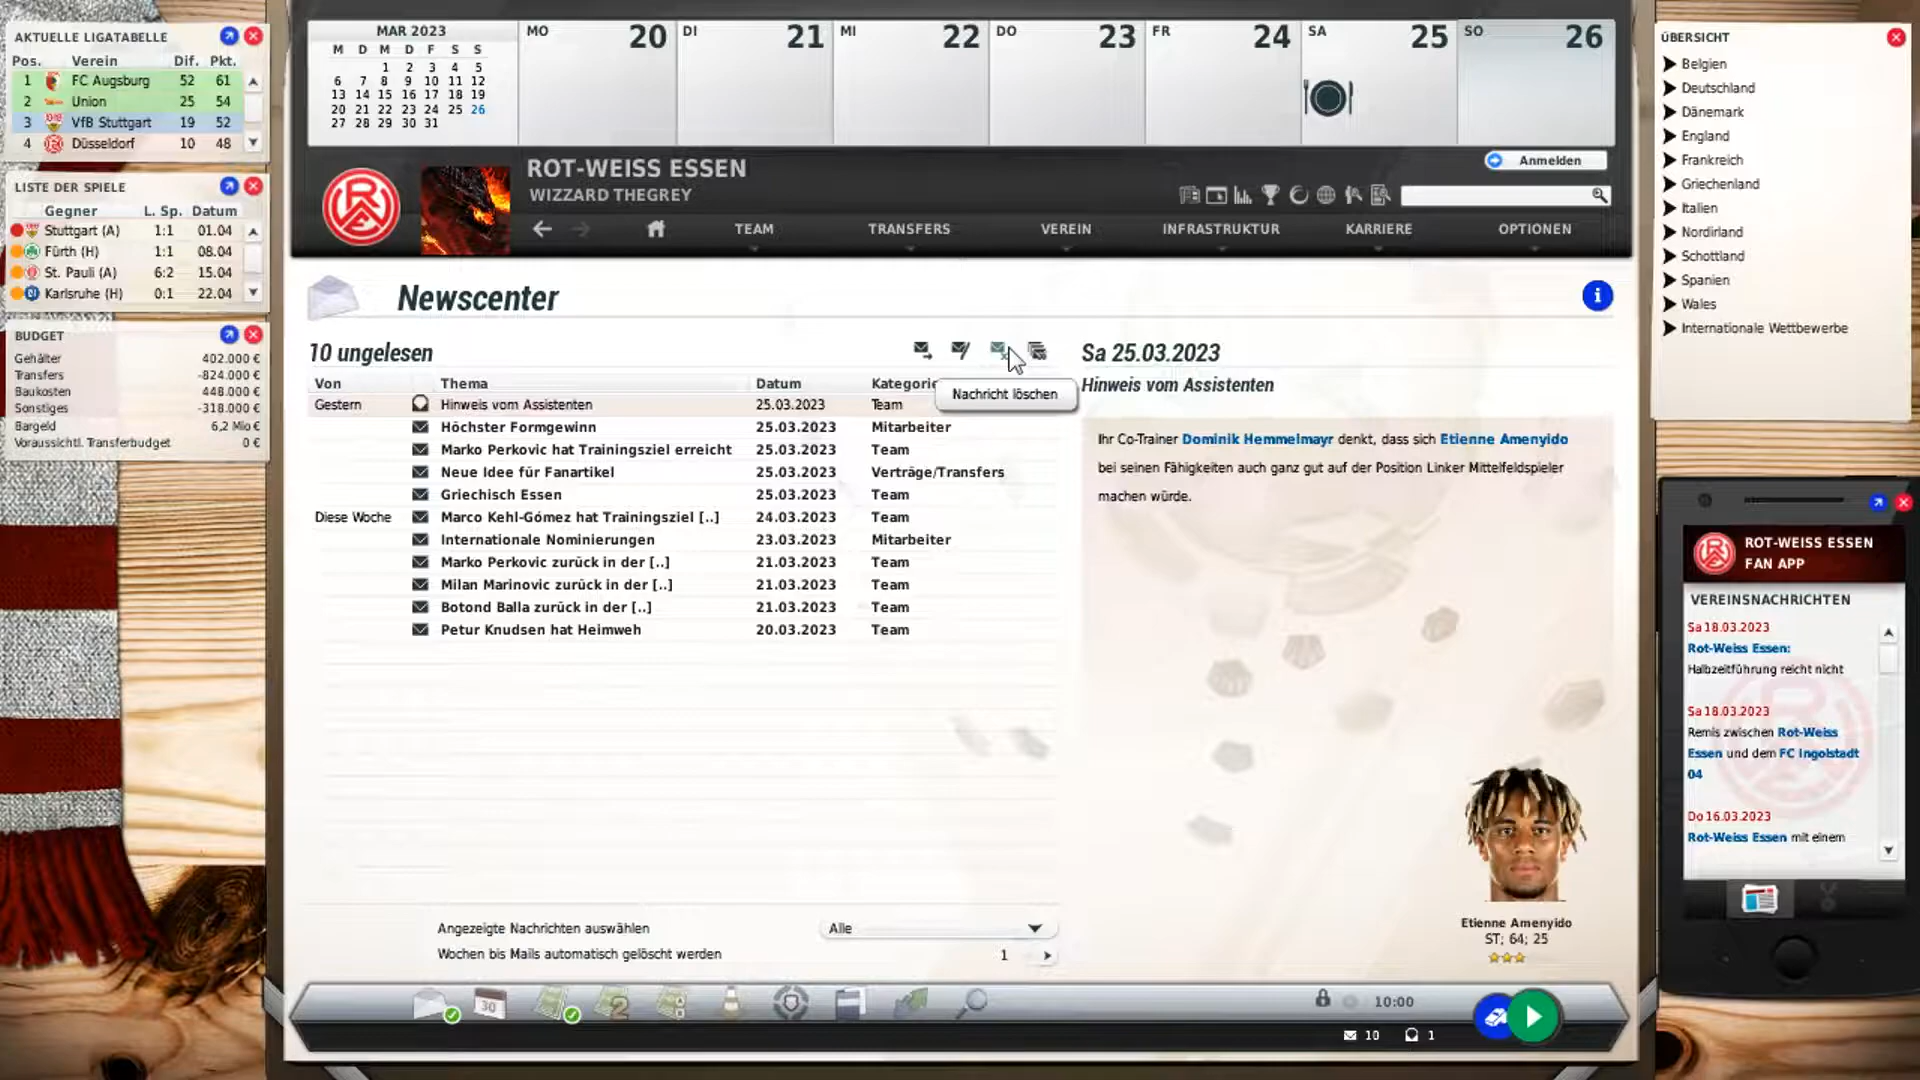 AKTUELLE LIGATABELLE
Pos. Verein Dif. Pkt.
1 FC Augsburg 52 61
2 Union 25 54
3 VfB Stuttgart 19 52
4 Düsseldorf 10 48
LISTE DER SPIELE
Gegner L. Sp. Datum
Stuttgart (A) 1:1 01.04
Fürth (H) 1:1 08.04
St. Pauli (A) 6:2 15.04
Karlsruhe (H) 0:1 22.04
BUDGET
Gehälter 402.000 €
Transfers -824.000 €
Baukosten 448.000 €
Sonstiges -318.000 €
Bargeld 6,2 Mio €
Voraussichtl. Transferbudget 0 €
MAR 2023
M D M D F S S
1 2 3 4 5
6 7 8 9 10 11 12
13 14 15 16 17 18 19
20 21 22 23 24 25 26
27 28 29 30 31
MO 20 DI 21 MI 22 DO 23 FR 24 SA 25 SO 26
ROT-WEISS ESSEN
WIZZARD THEGREY
Anmelden
TEAM TRANSFERS VEREIN INFRASTRUKTUR KARRIERE OPTIONEN
Newscenter
10 ungelesen
Von Thema Datum Kategorie
Nachricht löschen
Gestern Hinweis vom Assistenten 25.03.2023 Team
Höchster Formgewinn 25.03.2023 Mitarbeiter
Marko Perkovic hat Trainingsziel erreicht 25.03.2023 Team
Neue Idee für Fanartikel 25.03.2023 Verträge/Transfers
Griechisch Essen 25.03.2023 Team
Diese Woche Marco Kehl-Gómez hat Trainingsziel [..] 24.03.2023 Team
Internationale Nominierungen 23.03.2023 Mitarbeiter
Marko Perkovic zurück in der [..] 21.03.2023 Team
Milan Marinovic zurück in der [..] 21.03.2023 Team
Botond Balla zurück in der [..] 21.03.2023 Team
Petur Knudsen hat Heimweh 20.03.2023 Team
Angezeigte Nachrichten auswählen Alle
Wochen bis Mails automatisch gelöscht werden 1
Sa 25.03.2023
Hinweis vom Assistenten
Ihr Co-Trainer Dominik Hemmelmayr denkt, dass sich Etienne Amenyido
bei seinen Fähigkeiten auch ganz gut auf der Position Linker Mittelfeldspieler
machen würde.
Etienne Amenyido
ST; 64; 25
30
2
10:00
10 1
ÜBERSICHT
Belgien
Deutschland
Dänemark
England
Frankreich
Griechenland
Italien
Nordirland
Schottland
Spanien
Wales
Internationale Wettbewerbe
ROT-WEISS ESSEN
FAN APP
VEREINSNACHRICHTEN
Sa 18.03.2023
Rot-Weiss Essen:
Halbzeitführung reicht nicht
Sa 18.03.2023
Remis zwischen Rot-Weiss
Essen und dem FC Ingolstadt
04
Do 16.03.2023
Rot-Weiss Essen mit einem